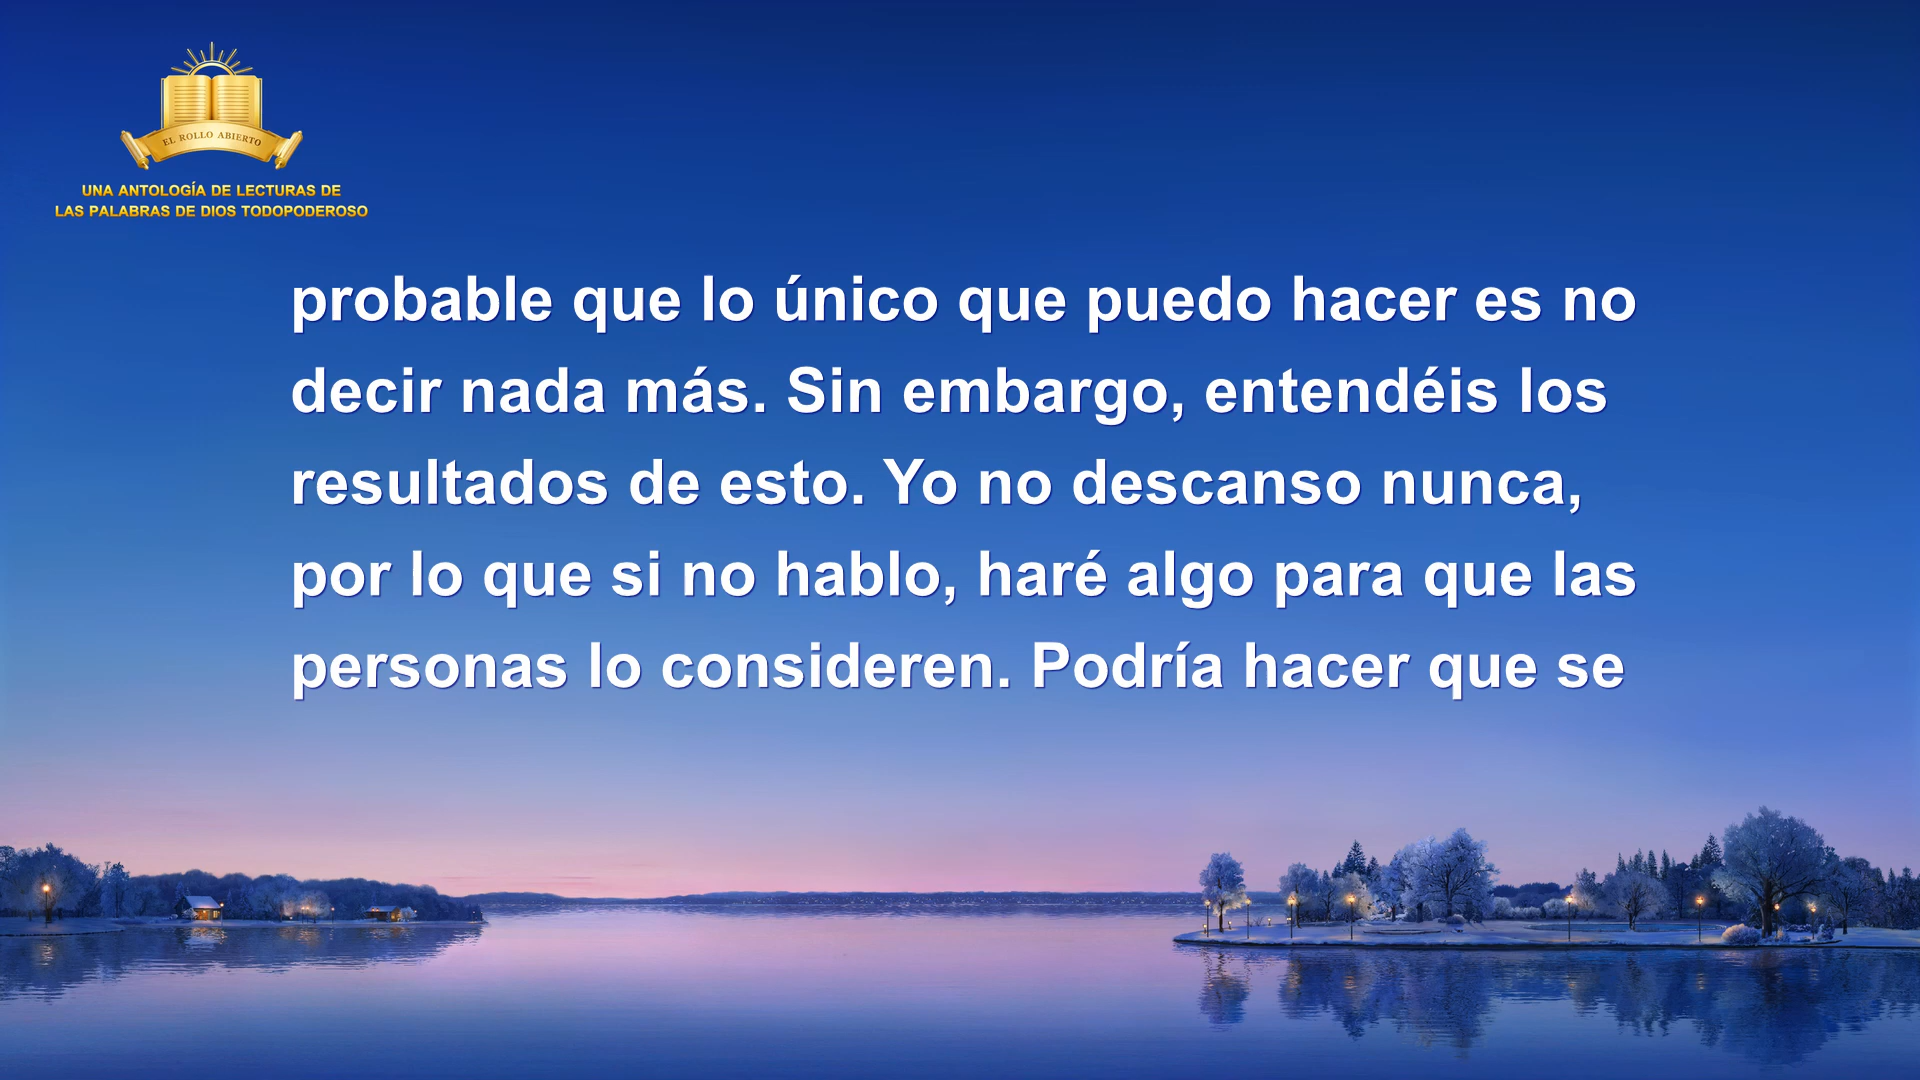 EL ROLLO ABIERTO
UNA ANTOLOGÍA DE LECTURAS DE
LAS PALABRAS DE DIOS TODOPODEROSO
probable que lo único que puedo hacer es no
decir nada más. Sin embargo, entendéis los
resultados de esto. Yo no descanso nunca,
por lo que si no hablo, haré algo para que las
personas lo consideren. Podría hacer que se